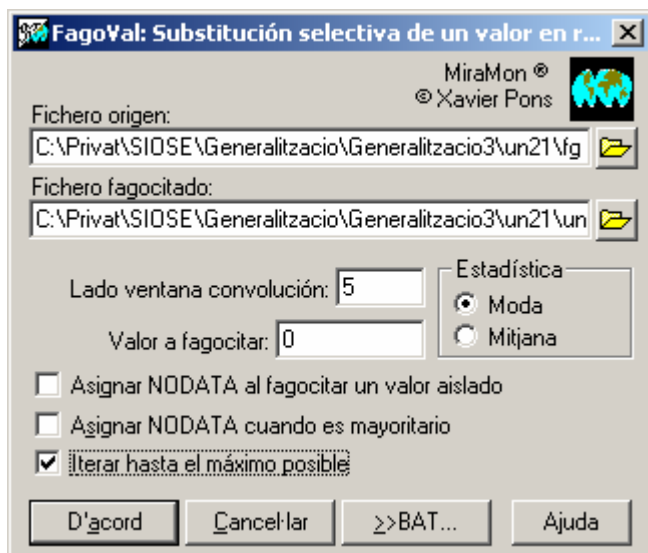 FagoVal: Substitución selectiva de un valor en r...
MiraMon ®
© Xavier Pons
Fichero origen:
C:\Privat\SIOSE\Generalitzacio\Generalitzacio3\un21\fg
Fichero fagocitado:
C:\Privat\SIOSE\Generalitzacio\Generalitzacio3\un21\un
Lado ventana convolución: 5
Valor a fagocitar: 0
Estadística
Moda
Mitjana
Asignar NODATA al fagocitar un valor aislado
Asignar NODATA cuando es mayoritario
Iterar hasta el máximo posible
D'acord
Cancel·lar
>>BAT...
Ajuda